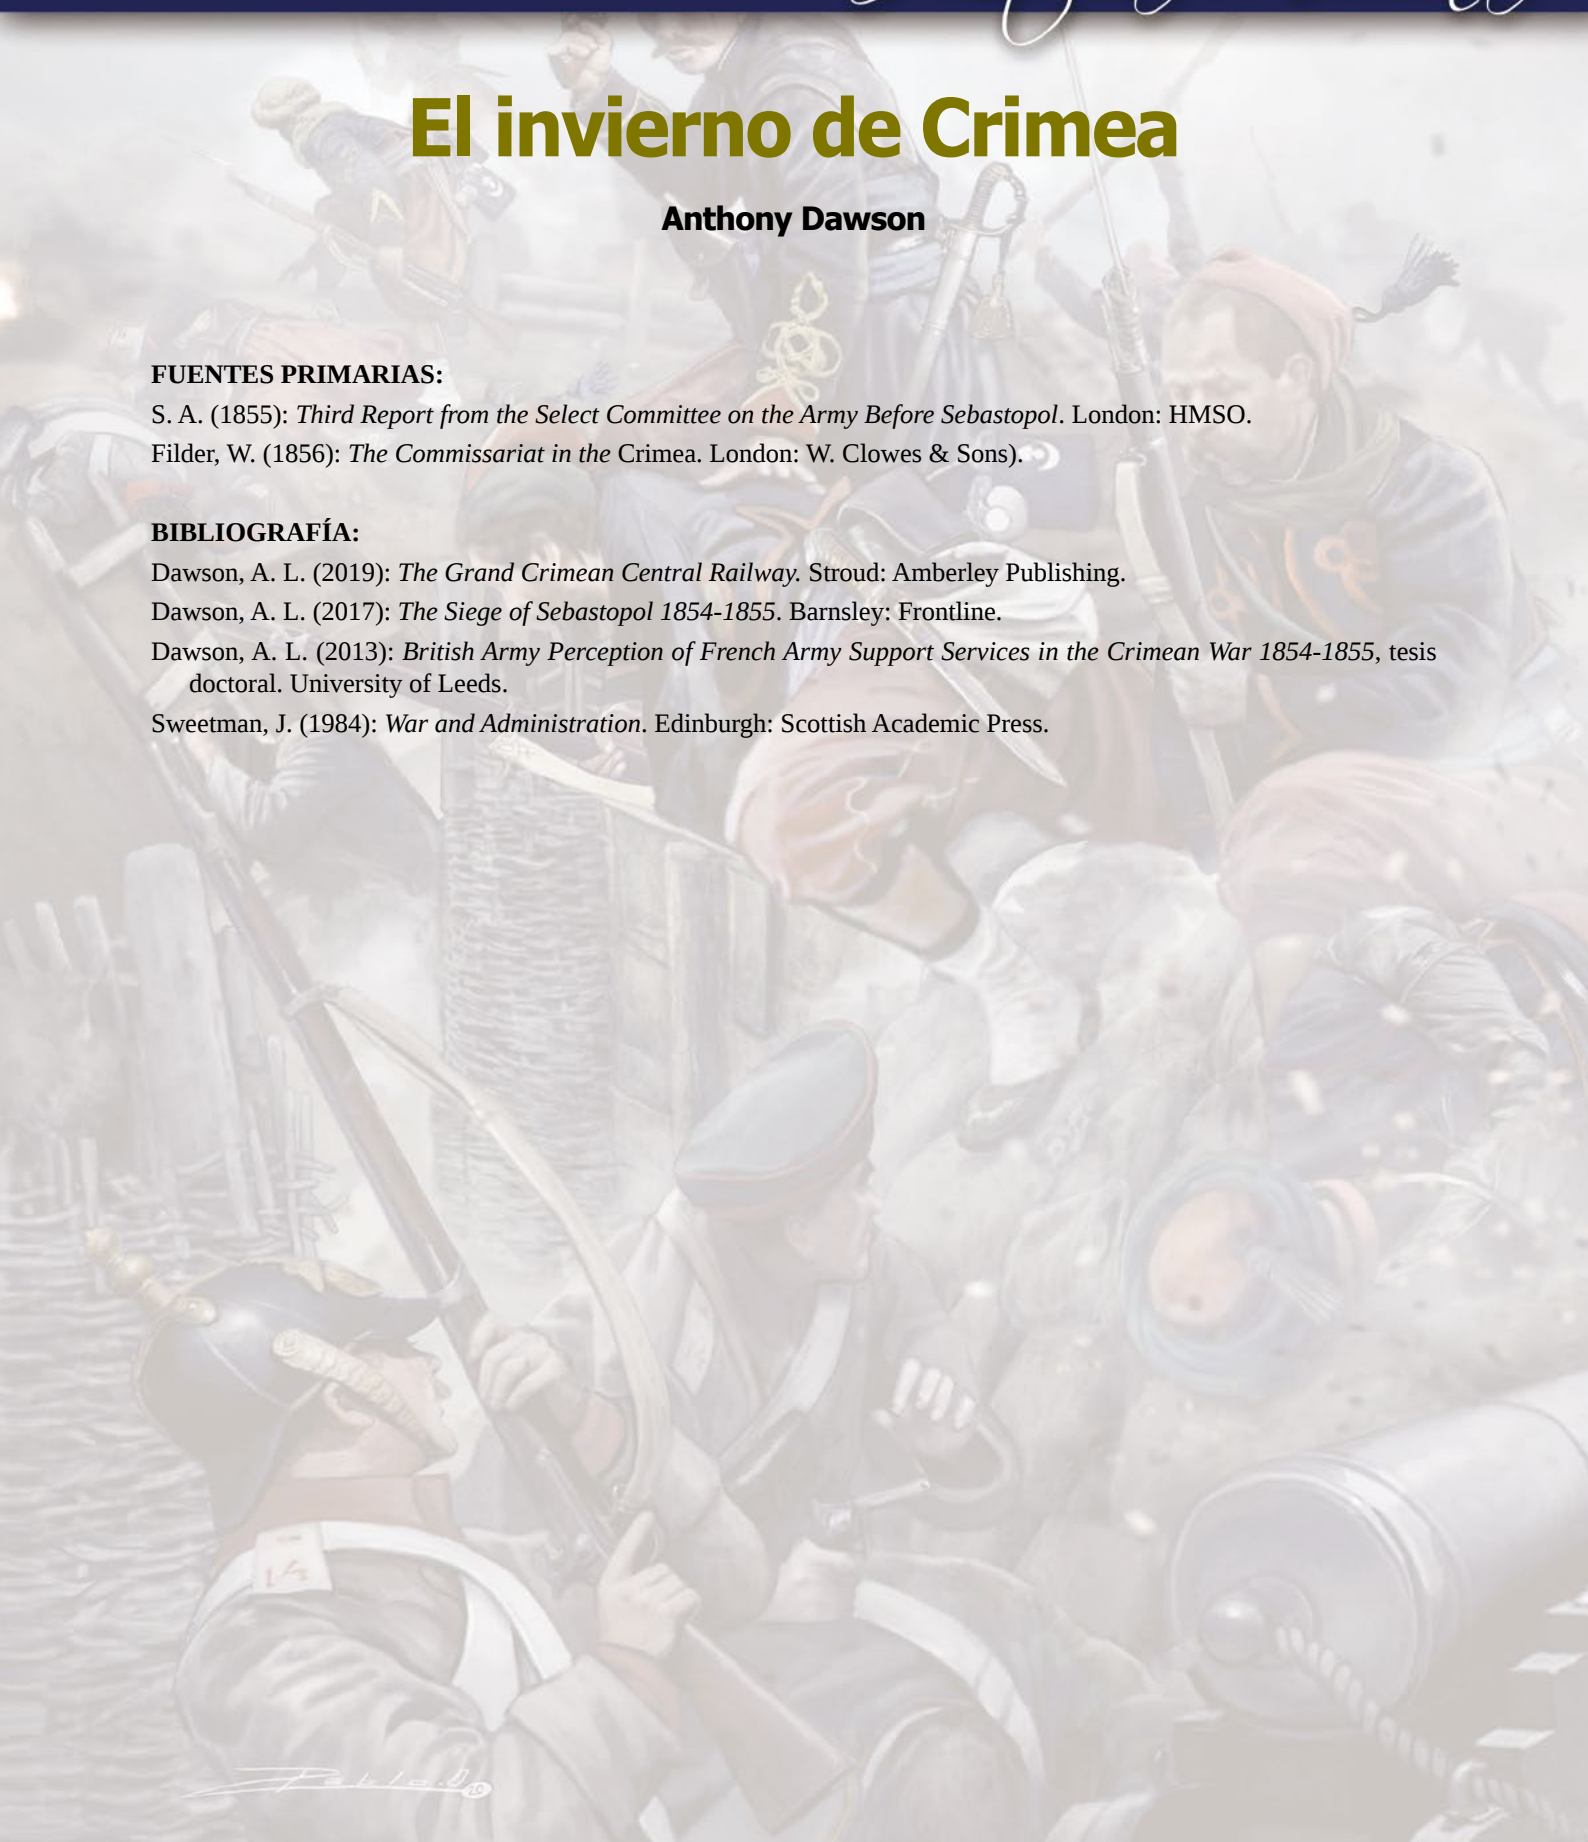 El invierno de Crimea
Anthony Dawson
FUENTES PRIMARIAS:
S. A. (1855): Third Report from the Select Committee on the Army Before Sebastopol. London: HMSO.
Filder, W. (1856): The Commissariat in the Crimea. London: W. Clowes & Sons).
BIBLIOGRAFÍA:
Dawson, A. L. (2019): The Grand Crimean Central Railway. Stroud: Amberley Publishing.
Dawson, A. L. (2017): The Siege of Sebastopol 1854-1855. Barnsley: Frontline.
Dawson, A. L. (2013): British Army Perception of French Army Support Services in the Crimean War 1854-1855, tesis
doctoral. University of Leeds.
Sweetman, J. (1984): War and Administration. Edinburgh: Scottish Academic Press.
14